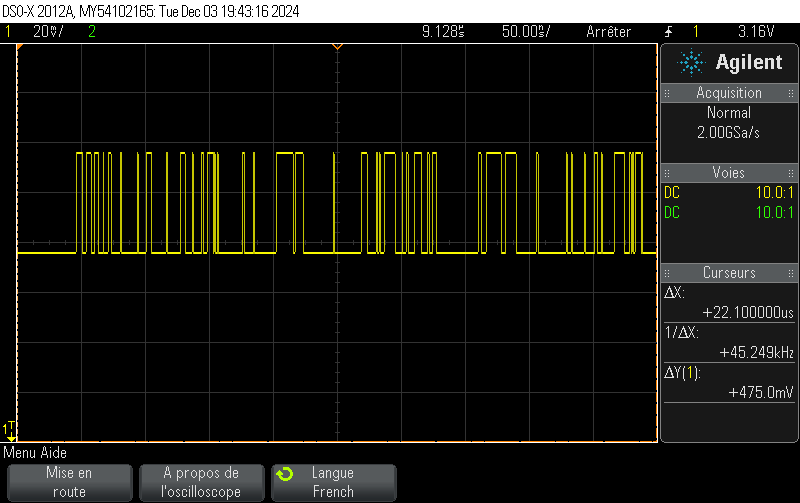 DSO-X 2012A, MY54102165: Tue Dec 03 19:43:16 2024
1 20V/ 2 9.128s 50.00s/ Arrêter 1 3.16V
Agilent
Acquisition
Normal
2.00GSa/s
Voies
DC 10.0:1
DC 10.0:1
Curseurs
ΔX:
+22.100000us
1/ΔX:
+45.249kHz
ΔY(1):
+475.0mV
1
T
Menu Aide
Mise en
route
A propos de
l'oscilloscope
Langue
French